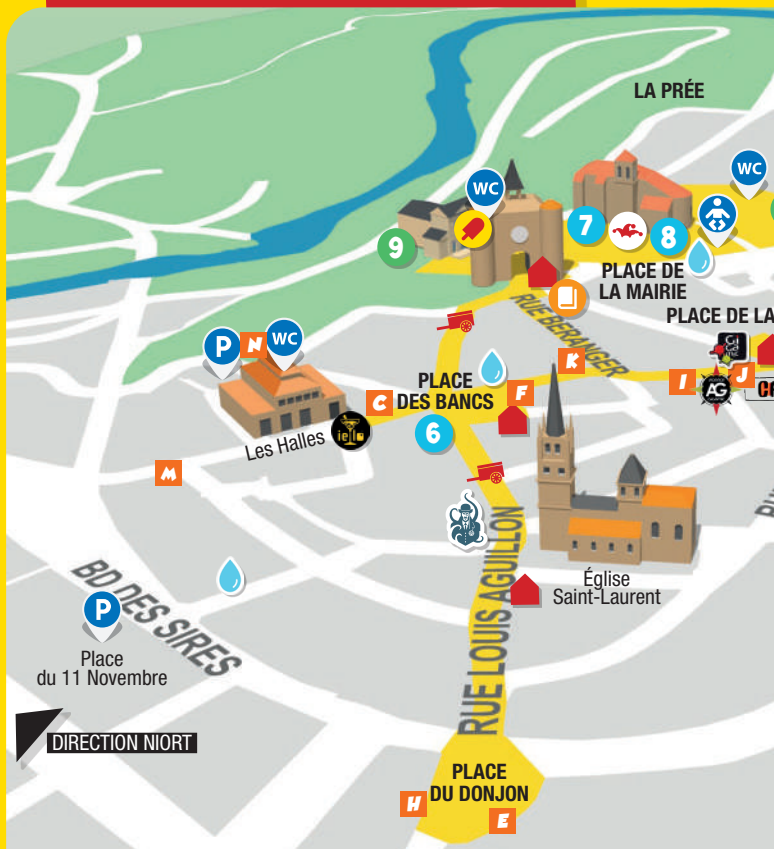 LA PRÉE
WC
WC
7
8
9
PLACE DE
LA MAIRIE
PLACE DE LA
RUE BERANGER
P
N
WC
K
I
AG
J
PLACE
DES BANCS
C
F
6
ielo
Les Halles
M
RUE LOUIS AGUILLON
Église
Saint-Laurent
BD DES SIRES
P
Place
du 11 Novembre
DIRECTION NIORT
PLACE
DU DONJON
H
E